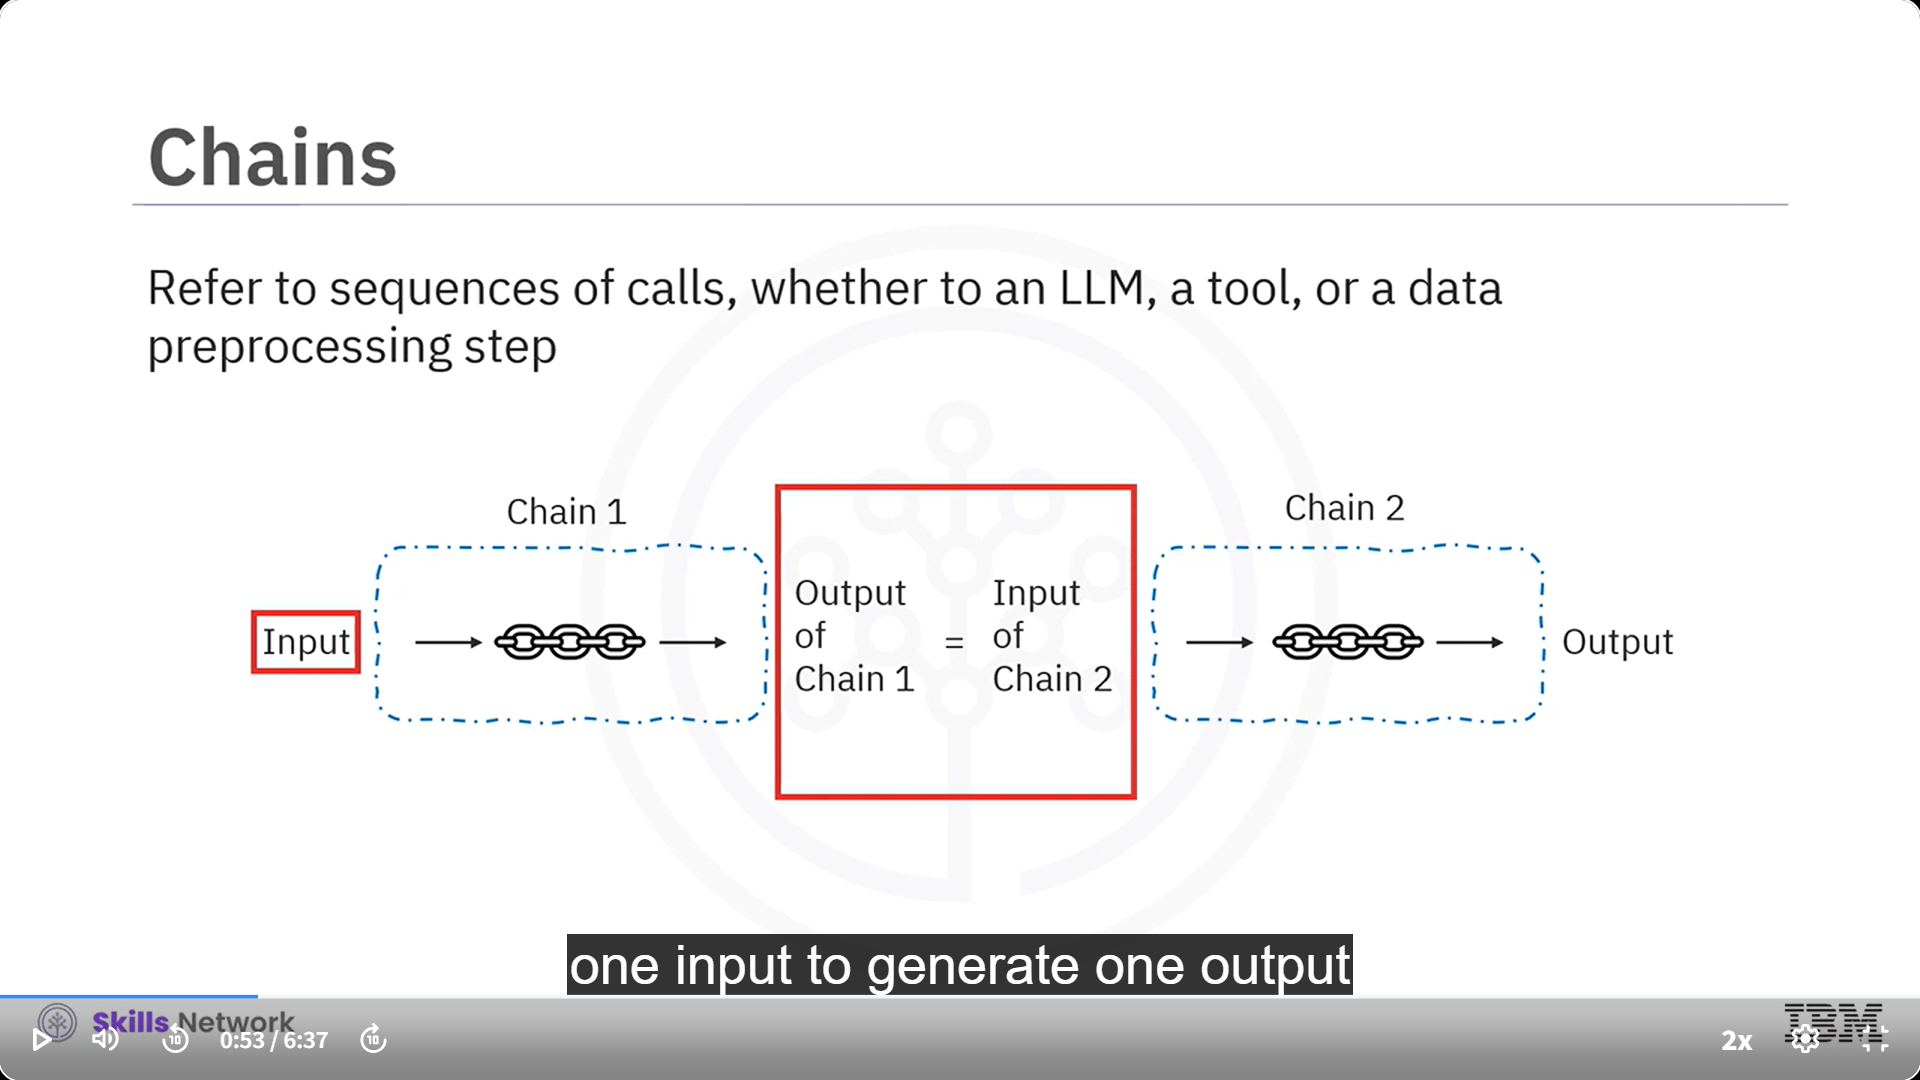 Chains
Refer to sequences of calls, whether to an LLM, a tool, or a data
preprocessing step
Chain 1
Chain 2
Input
Output
of
Chain 1
=
Input
of
Chain 2
Output
one input to generate one output
Skills Network
IBM
10
0:53 / 6:37
10
2x